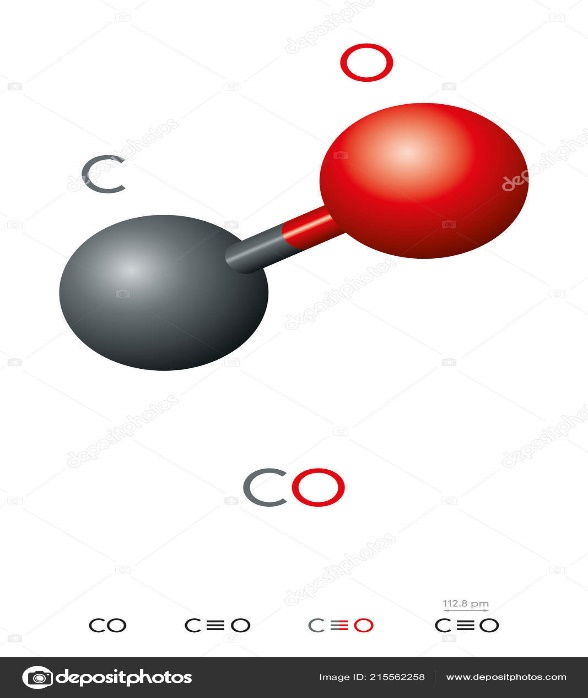 O
C
CO
112.8 pm
CO C≡O C≡O C≡O
depositphotos Image ID: 215562258 www.depositphotos.com